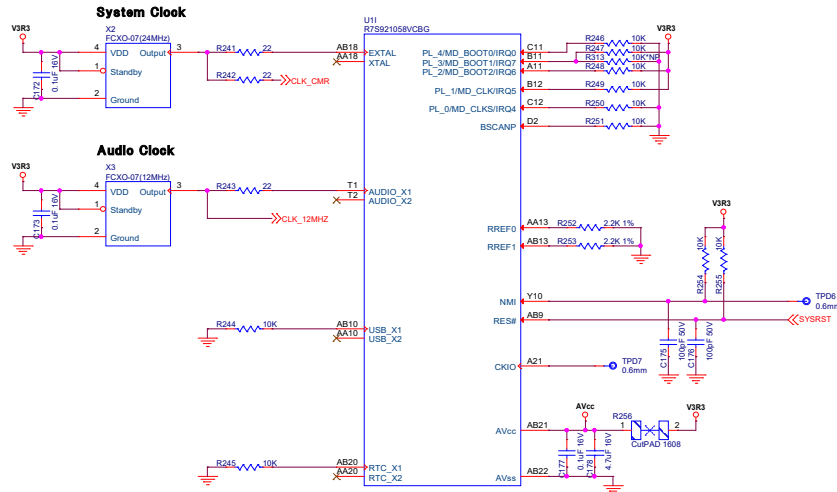 System Clock
V3R3
X2
FCXO-07(24MHz)
4 VDD Output 3
1 Standby
2 Ground
C172
0.1uF 16V
R241 22
R242 22
CLK_CMR
Audio Clock
V3R3
X3
FCXO-07(12MHz)
4 VDD Output 3
1 Standby
2 Ground
C173
0.1uF 16V
R243 22
CLK_12MHZ
R244 10K
R245 10K
U1I
R7S921058VCBG
AB18 EXTAL
AA18 XTAL
T1 AUDIO_X1
T2 AUDIO_X2
AB10 USB_X1
AA10 USB_X2
AB20 RTC_X1
AA20 RTC_X2
PL_4/MD_BOOT0/IRQ0 C11
PL_3/MD_BOOT1/IRQ7 B11
PL_2/MD_BOOT2/IRQ6 A11
PL_1/MD_CLK/IRQ5 B12
PL_0/MD_CLKS/IRQ4 C12
BSCANP D2
RREF0 AA13
RREF1 AB13
NMI Y10
RES# AB9
CKIO A21
AVcc AB21
AVss AB22
R246 10K
R247 10K
R313 10K*NP
R248 10K
R249 10K
R250 10K
R251 10K
V3R3
R252 2.2K 1%
R253 2.2K 1%
V3R3
R254 10K
R255 10K
TPD6
0.6mm
SYSRST
C175
100pF 50V
C176
100pF 50V
TPD7
0.6mm
AVcc
R256
1 2
CutPAD 1608
V3R3
C177
0.1uF 16V
C178
4.7uF 16V